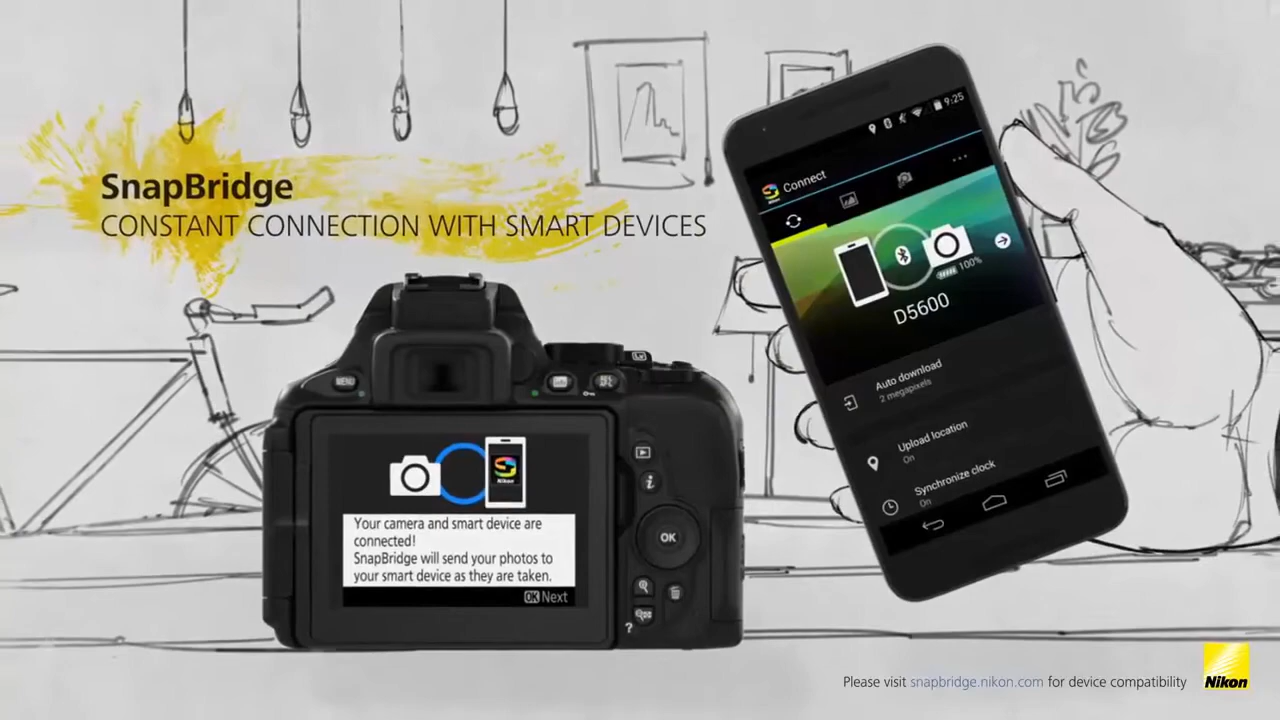 SnapBridge
CONSTANT CONNECTION WITH SMART DEVICES
9:25
Connect
100%
D5600
Auto download
2 megapixels
Upload location
On
Synchronize clock
On
MENU
Lv
info
Nikon
Your camera and smart device are
connected!
SnapBridge will send your photos to
your smart device as they are taken.
OK Next
i
OK
?
Please visit snapbridge.nikon.com for device compatibility
Nikon